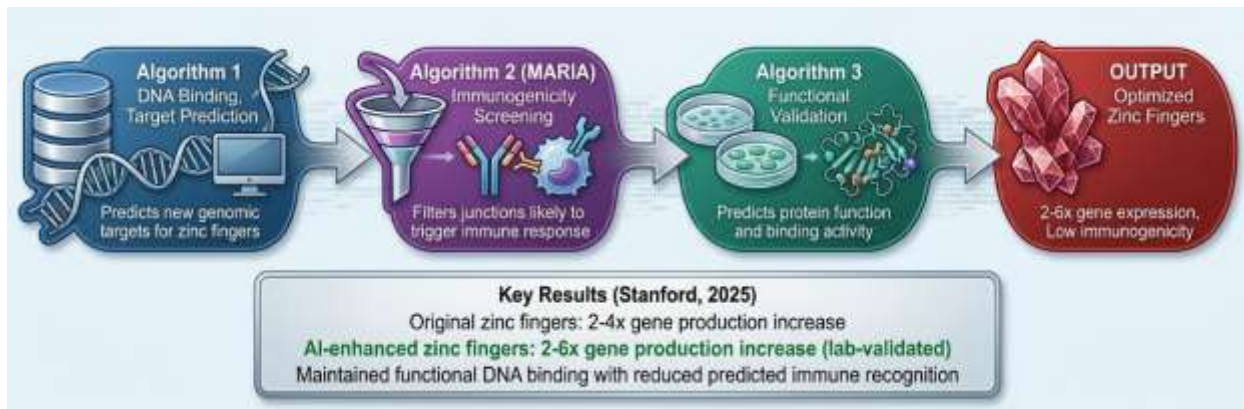 Algorithm 1
DNA Binding,
Target Prediction
Predicts new genomic
targets for zinc fingers
Algorithm 2 (MARIA)
Immunogenicity
Screening
Filters junctions likely to
trigger immune response
Algorithm 3
Functional
Validation
Predicts protein function
and binding activity
OUTPUT
Optimized
Zinc Fingers
2-6x gene expression,
Low immunogenicity
Key Results (Stanford, 2025)
Original zinc fingers: 2-4x gene production increase
AI-enhanced zinc fingers: 2-6x gene production increase (lab-validated)
Maintained functional DNA binding with reduced predicted immune recognition